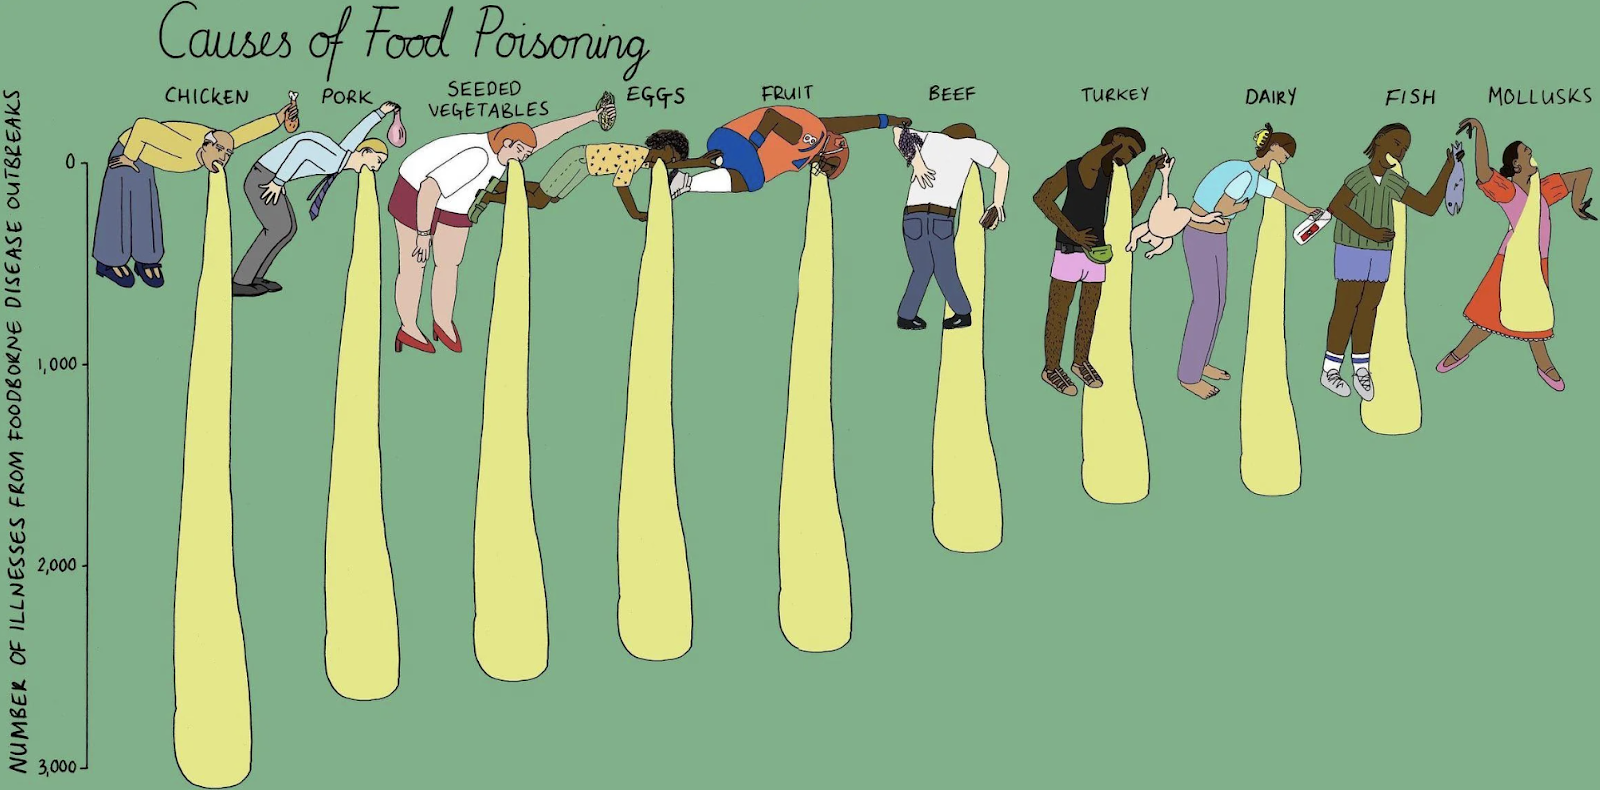 Causes of Food Poisoning
CHICKEN
PORK
SEEDED
VEGETABLES
EGGS
FRUIT
BEEF
TURKEY
DAIRY
FISH
MOLLUSKS
NUMBER OF ILLNESSES FROM FOODBORNE DISEASE OUTBREAKS
0
1,000
2,000
3,000